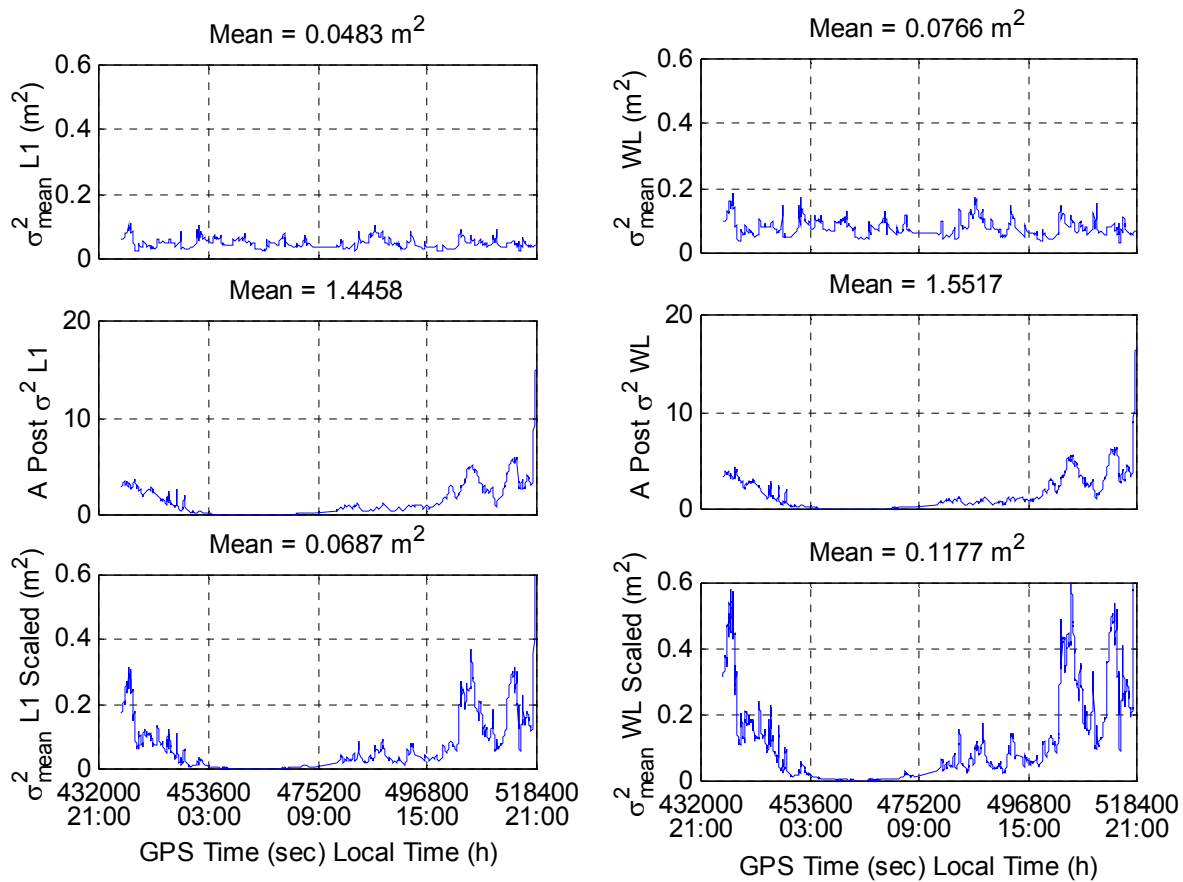 Mean = 0.0483 m²
σ²mean L1 (m²)
0.6
0.4
0.2
0
Mean = 1.4458
A Post σ² L1
20
10
0
Mean = 0.0687 m²
σ²mean L1 Scaled (m²)
0.6
0.4
0.2
0
432000 453600 475200 496800 518400
21:00 03:00 09:00 15:00 21:00
GPS Time (sec) Local Time (h)
Mean = 0.0766 m²
σ²mean WL (m²)
0.6
0.4
0.2
0
Mean = 1.5517
A Post σ² WL
20
10
0
Mean = 0.1177 m²
σ²mean WL Scaled (m²)
0.6
0.4
0.2
0
432000 453600 475200 496800 518400
21:00 03:00 09:00 15:00 21:00
GPS Time (sec) Local Time (h)